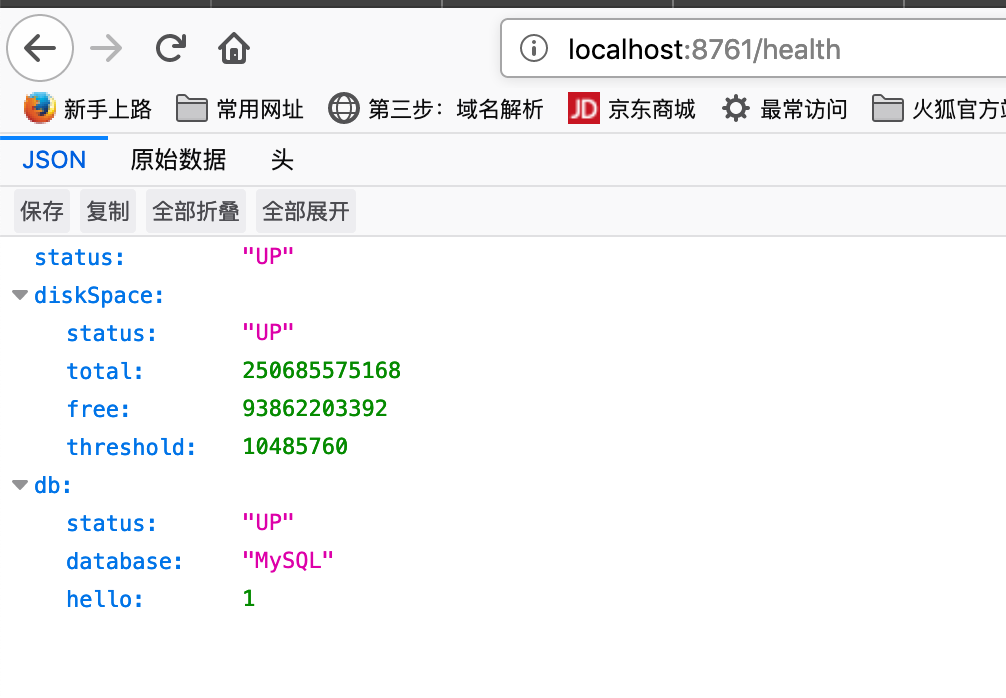 localhost:8761/health
新手上路 常用网址 第三步：域名解析 JD 京东商城 最常访问 火狐官方
JSON 原始数据 头
保存 复制 全部折叠 全部展开
status: "UP"
diskSpace:
status: "UP"
total: 250685575168
free: 93862203392
threshold: 10485760
db:
status: "UP"
database: "MySQL"
hello: 1